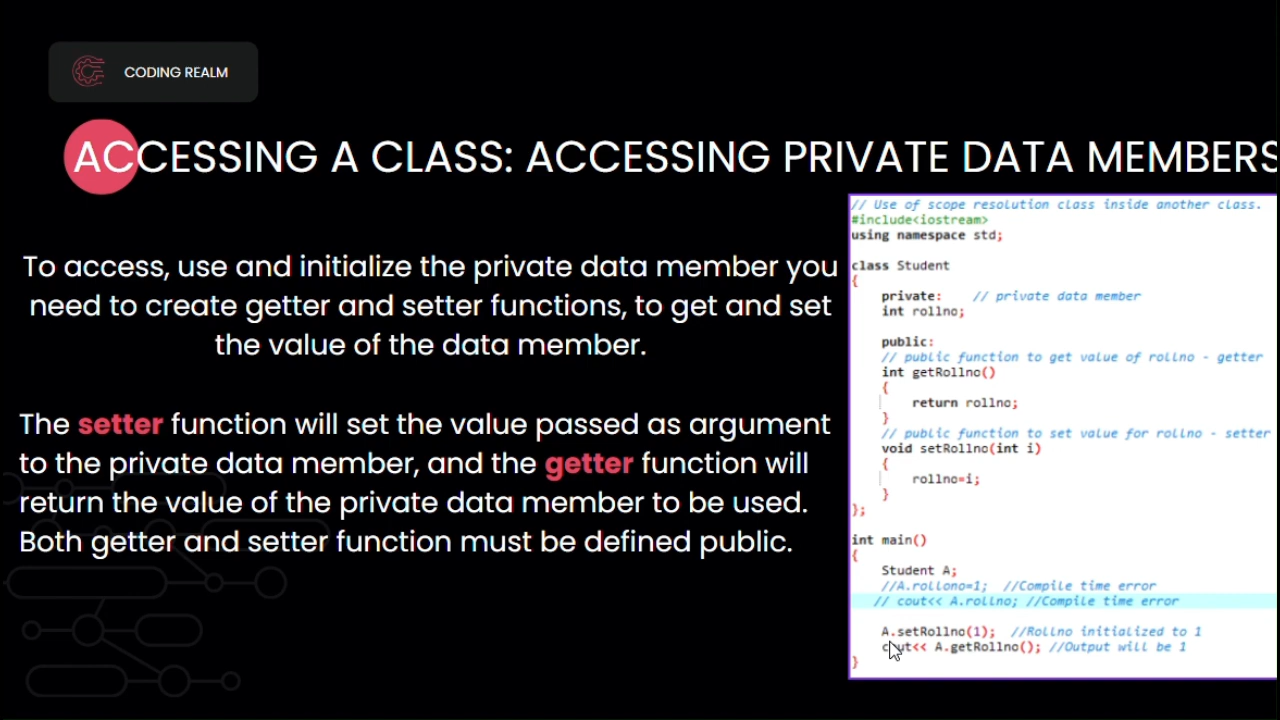 CODING REALM
ACCESSING A CLASS: ACCESSING PRIVATE DATA MEMBERS
To access, use and initialize the private data member you
need to create getter and setter functions, to get and set
the value of the data member.
The setter function will set the value passed as argument
to the private data member, and the getter function will
return the value of the private data member to be used.
Both getter and setter function must be defined public.
// Use of scope resolution class inside another class.
#include<iostream>
using namespace std;
class Student
{
private: // private data member
int rollno;
public:
// public function to get value of rollno - getter
int getRollno()
{
return rollno;
}
// public function to set value for rollno - setter
void setRollno(int i)
{
rollno=i;
}
};
int main()
{
Student A;
//A.rollono=1; //Compile time error
// cout<< A.rollno; //Compile time error
A.setRollno(1); //Rollno initialized to 1
cout<< A.getRollno(); //Output will be 1
}